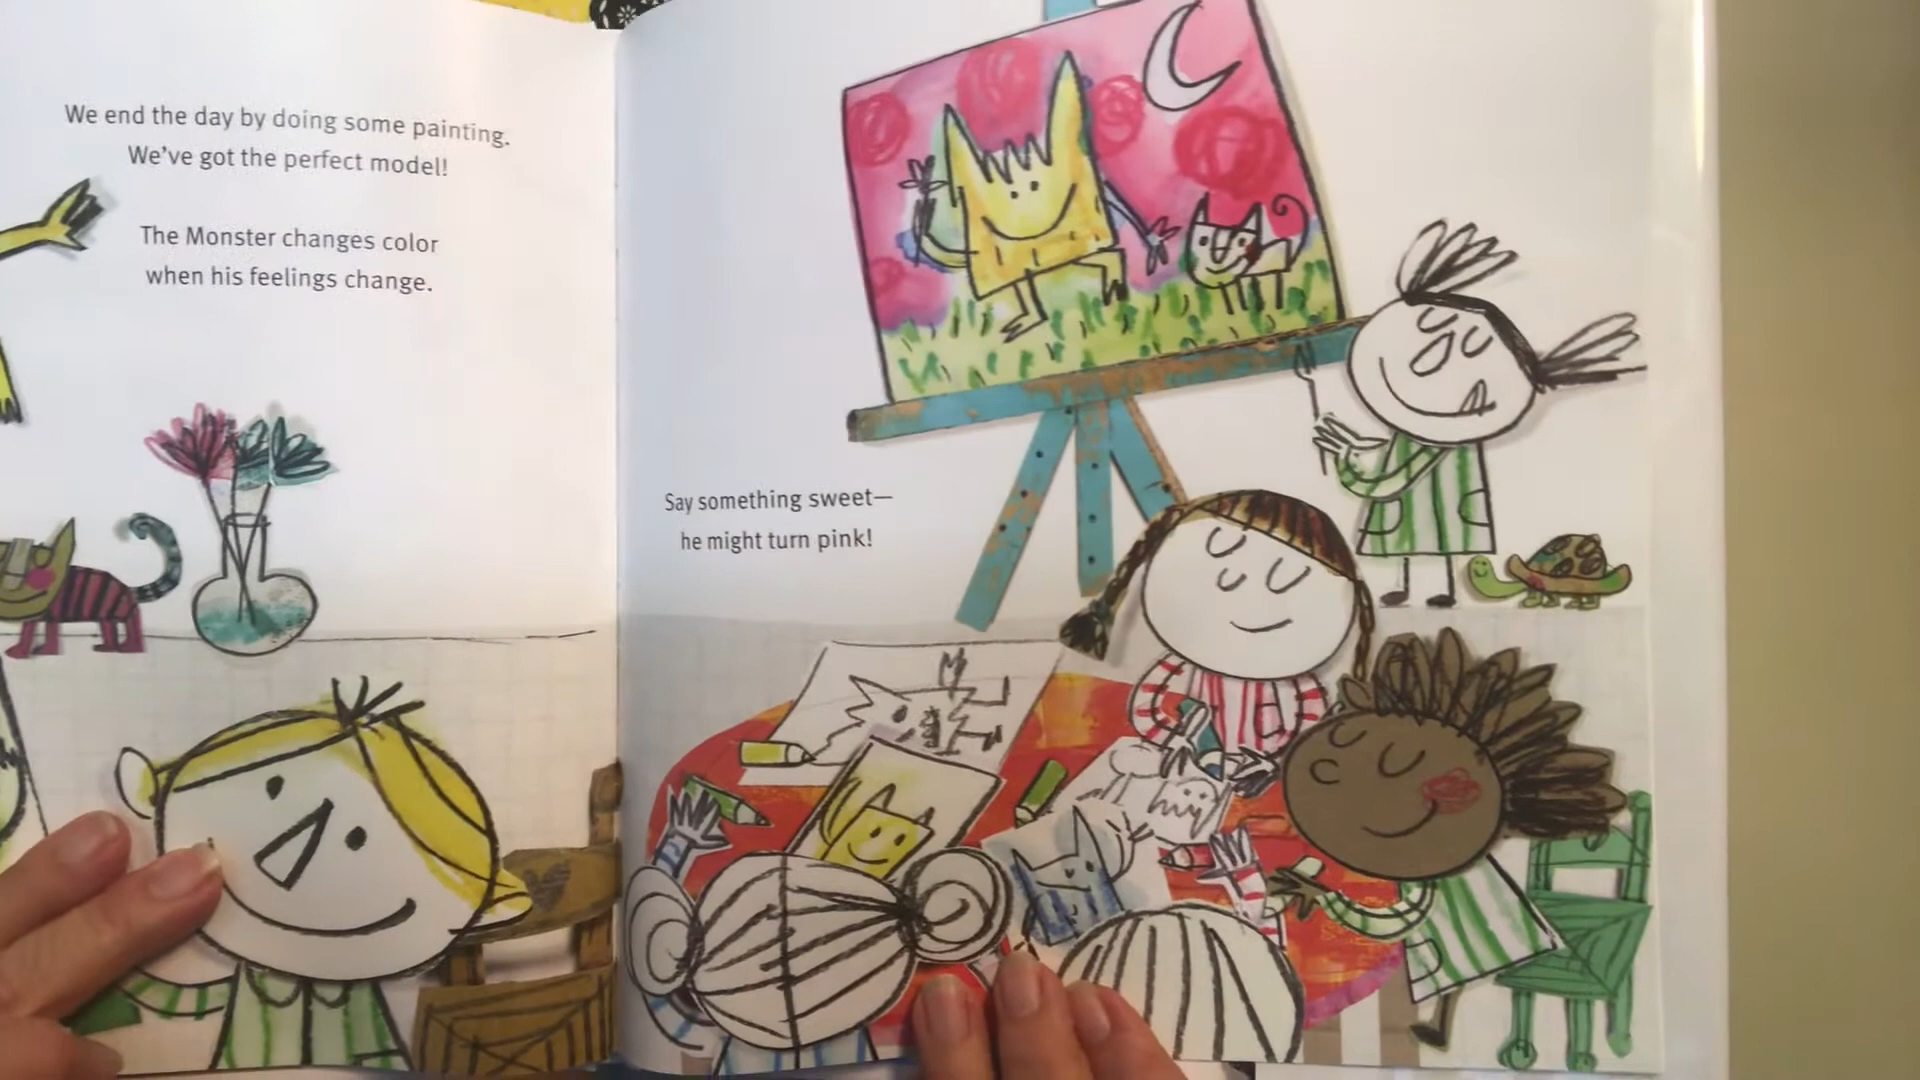 We end the day by doing some painting.
We've got the perfect model!
The Monster changes color
when his feelings change.
Say something sweet—
he might turn pink!